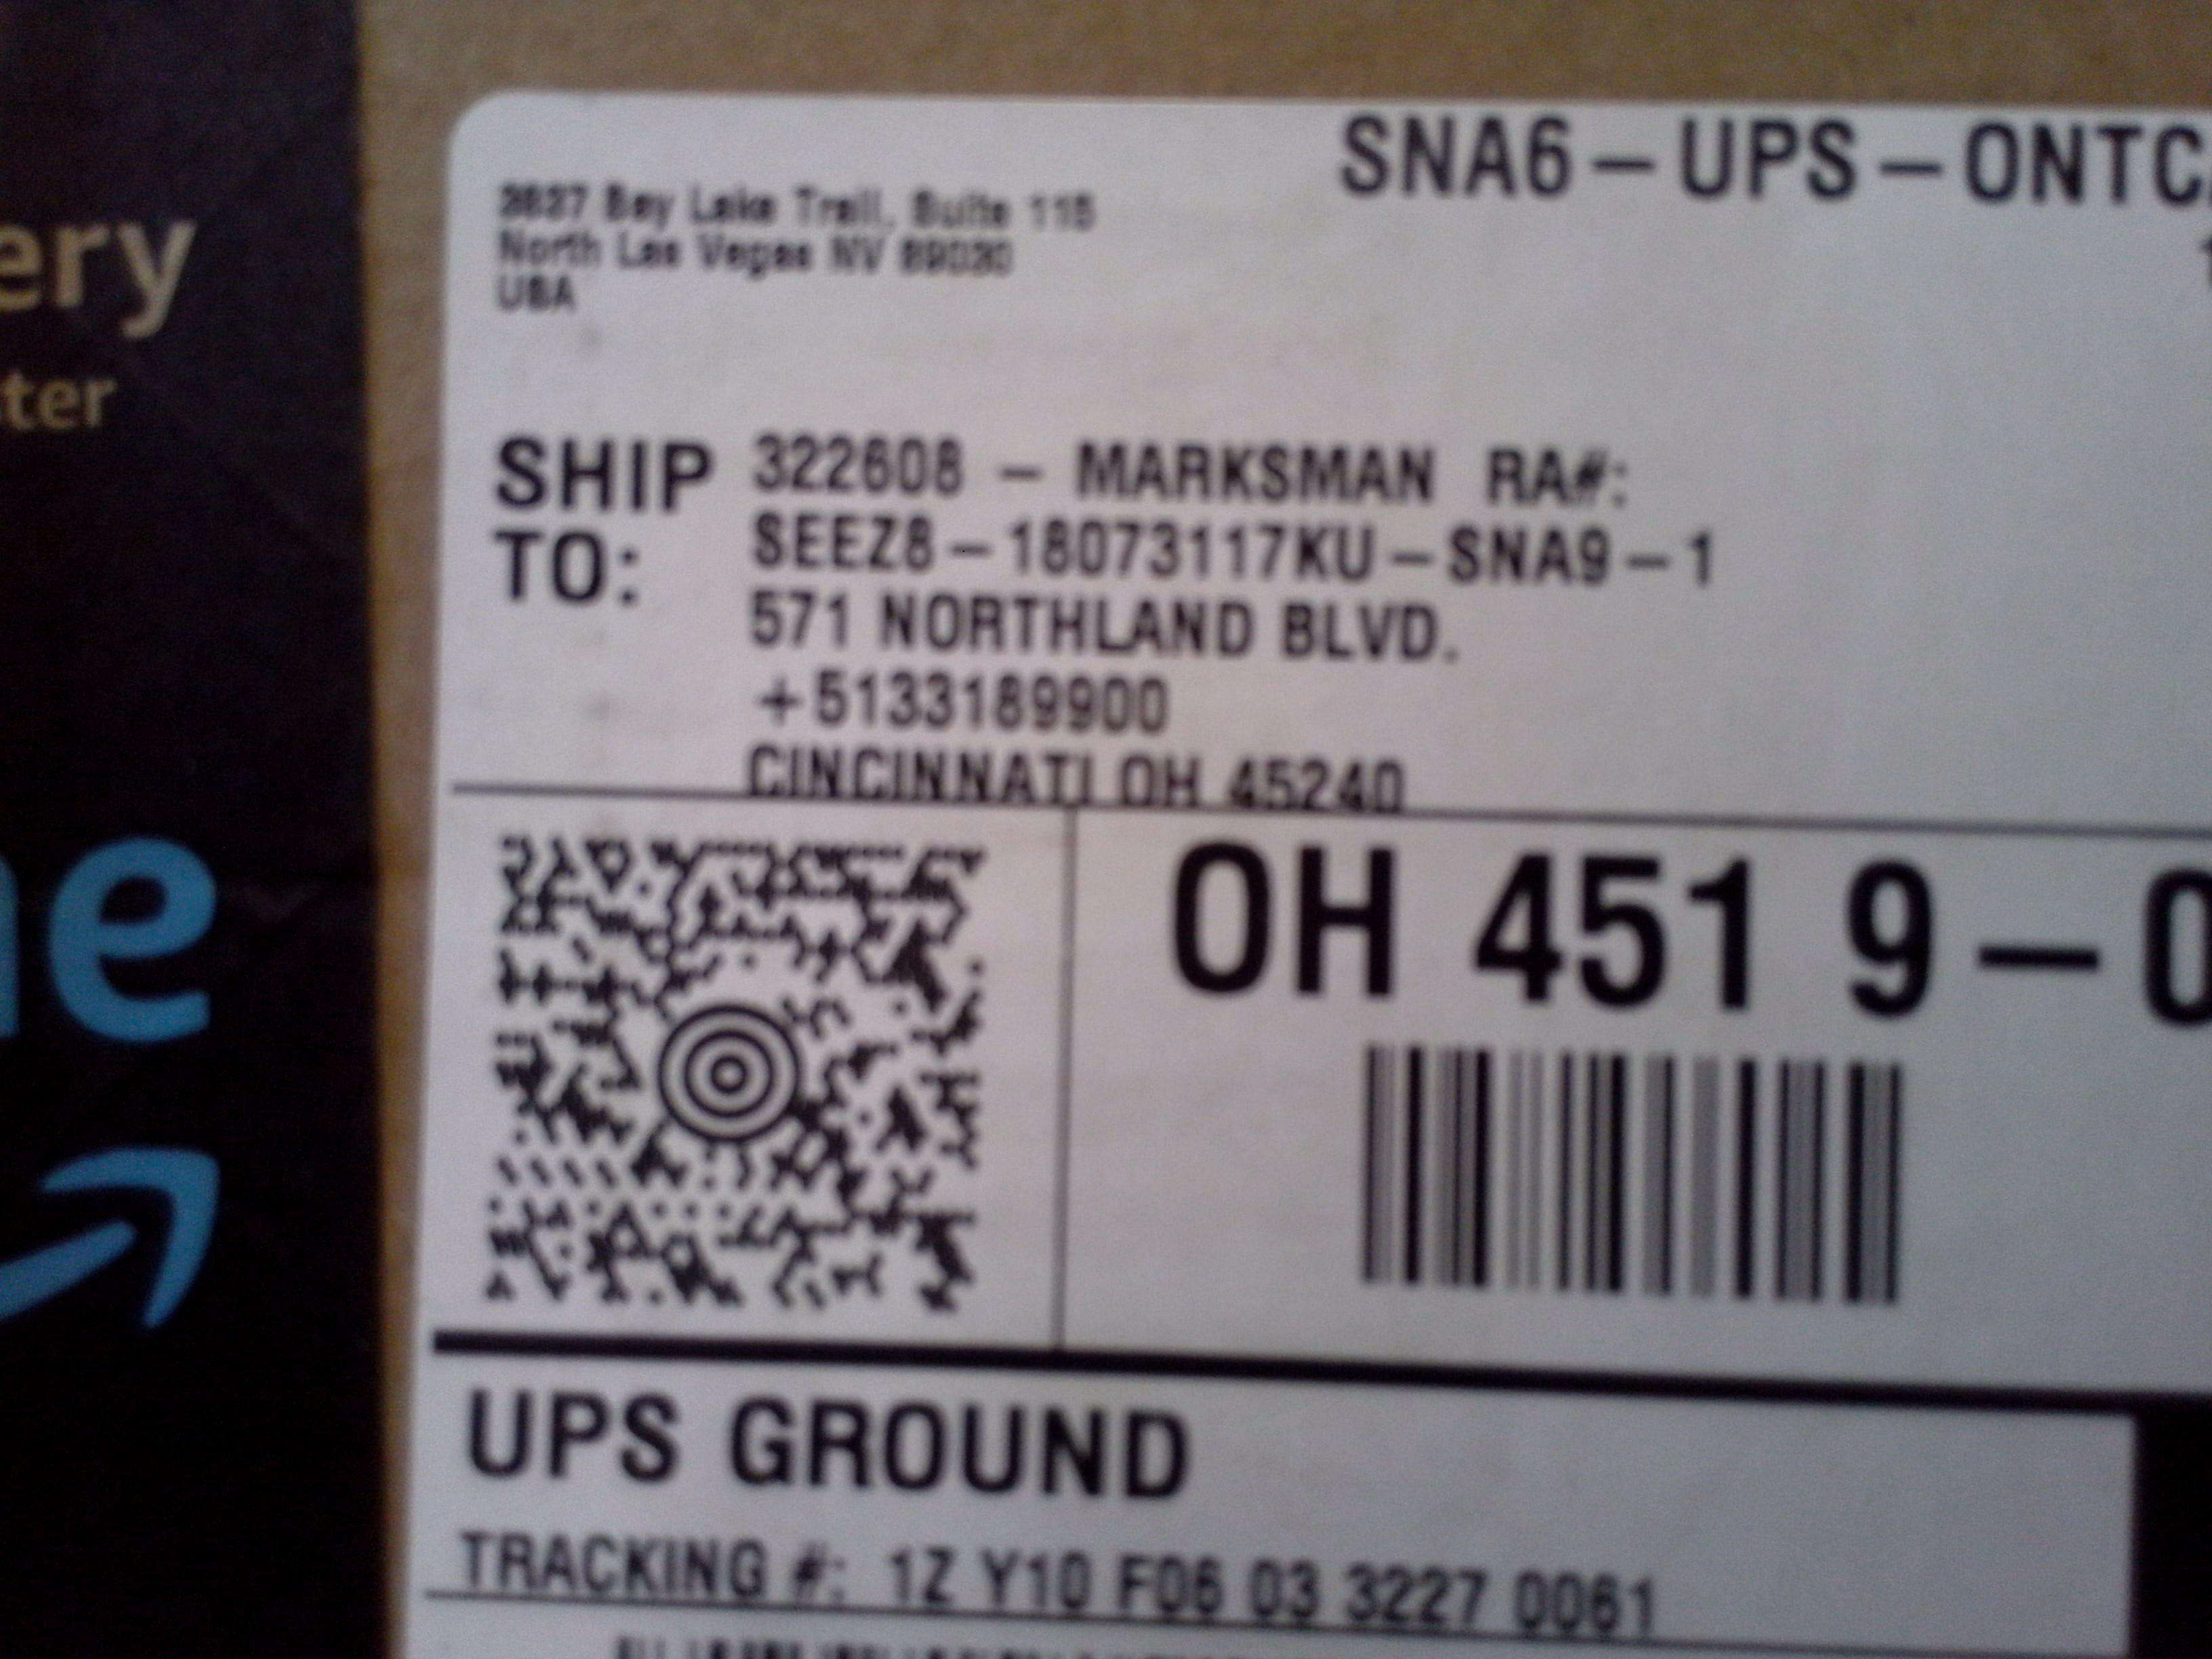 ery
ter
ne
SNA6-UPS-ONTC
3637 Bay Lake Trail, Suite 115
North Las Vegas NV 89030
USA
SHIP TO:
322608 - MARKSMAN RA#:
SEEZ8-18073117KU-SNA9-1
571 NORTHLAND BLVD.
+5133189900
CINCINNATI OH 45240
OH 451 9-0
UPS GROUND
TRACKING #: 1Z Y10 F06 03 3227 0061